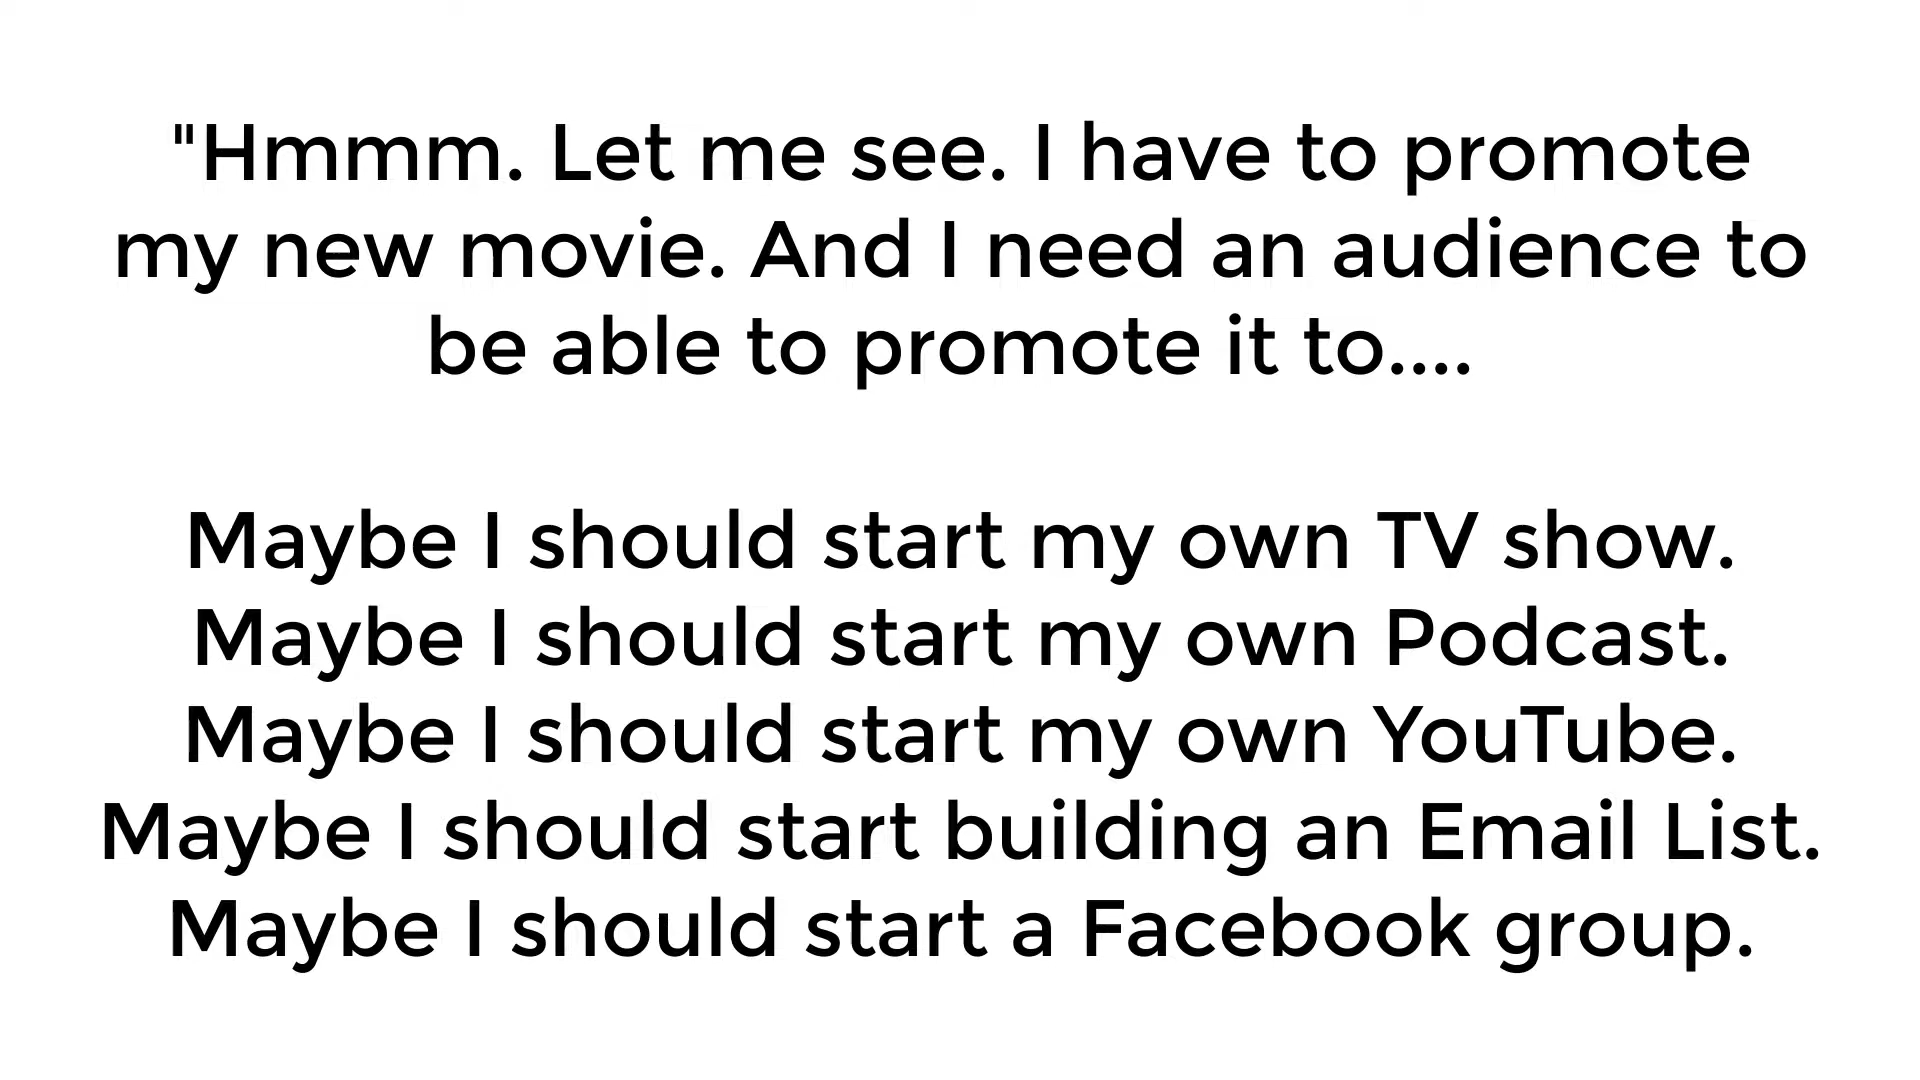 "Hmmm. Let me see. I have to promote
my new movie. And I need an audience to
be able to promote it to....
Maybe I should start my own TV show.
Maybe I should start my own Podcast.
Maybe I should start my own YouTube.
Maybe I should start building an Email List.
Maybe I should start a Facebook group.